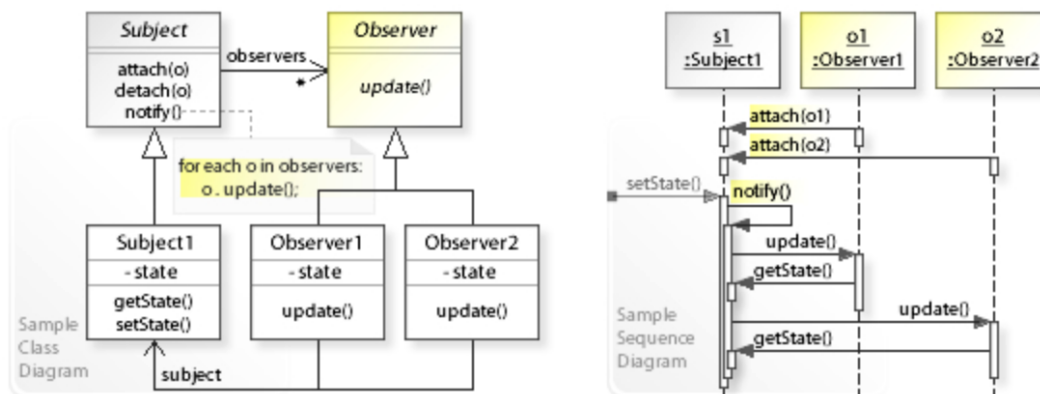 Subject
attach(o)
detach(o)
notify()
observers
*
Observer
update()
for each o in observers:
o.update();
Subject1
- state
getState()
setState()
Observer1
- state
update()
Observer2
- state
update()
subject
Sample
Class
Diagram
s1
:Subject1
o1
:Observer1
o2
:Observer2
attach(o1)
attach(o2)
setState()
notify()
update()
getState()
update()
getState()
Sample
Sequence
Diagram